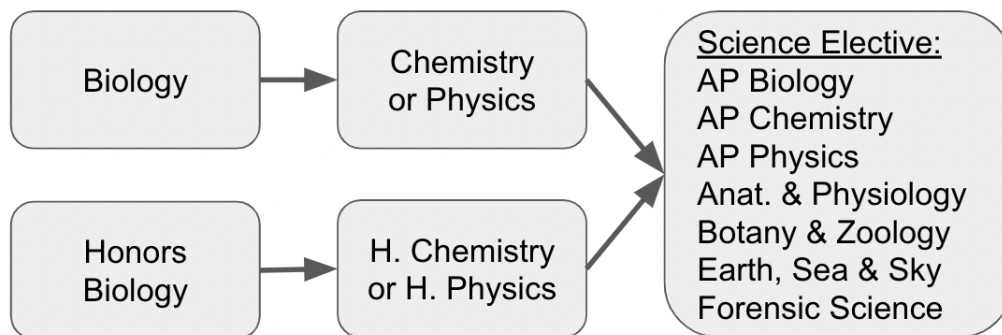 Biology
Chemistry
or Physics
Honors
Biology
H. Chemistry
or H. Physics
Science Elective:
AP Biology
AP Chemistry
AP Physics
Anat. & Physiology
Botany & Zoology
Earth, Sea & Sky
Forensic Science